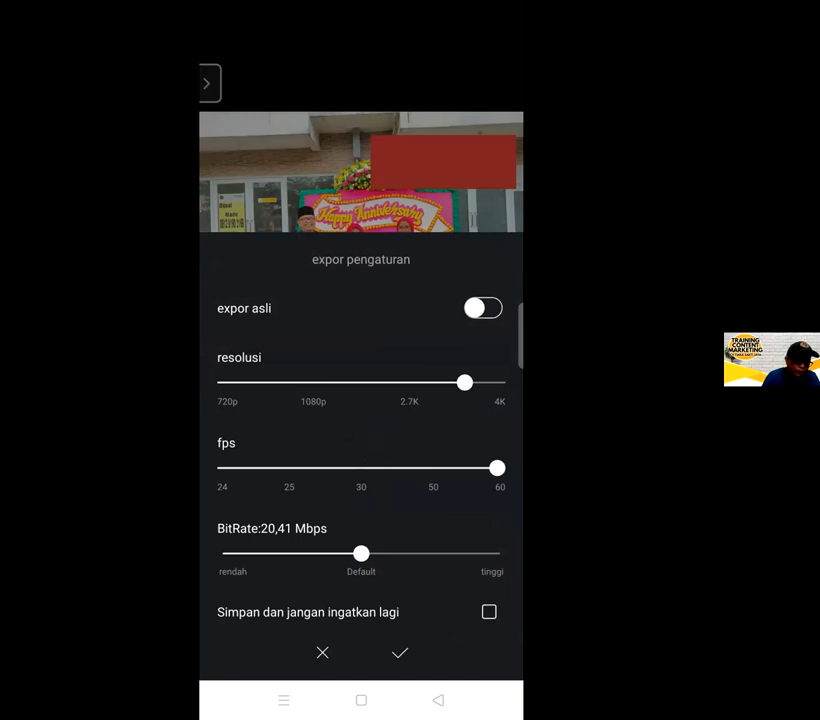 Happy Anniversary
expor pengaturan
expor asli
resolusi
720p 1080p 2.7K 4K
fps
24 25 30 50 60
BitRate:20,41 Mbps
rendah Default tinggi
Simpan dan jangan ingatkan lagi
TRAINING
CONTENT
MARKETING